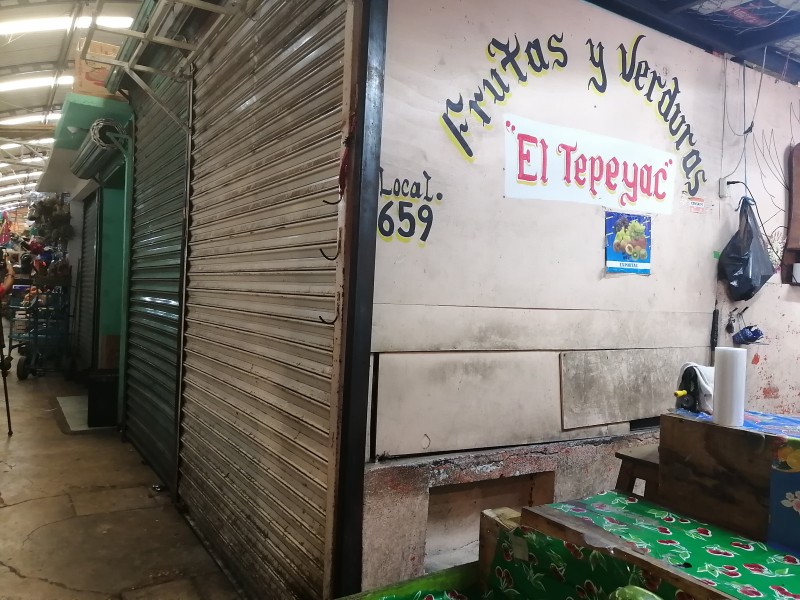 Frutas y Verduras
"El Tepeyac"
Local.
659